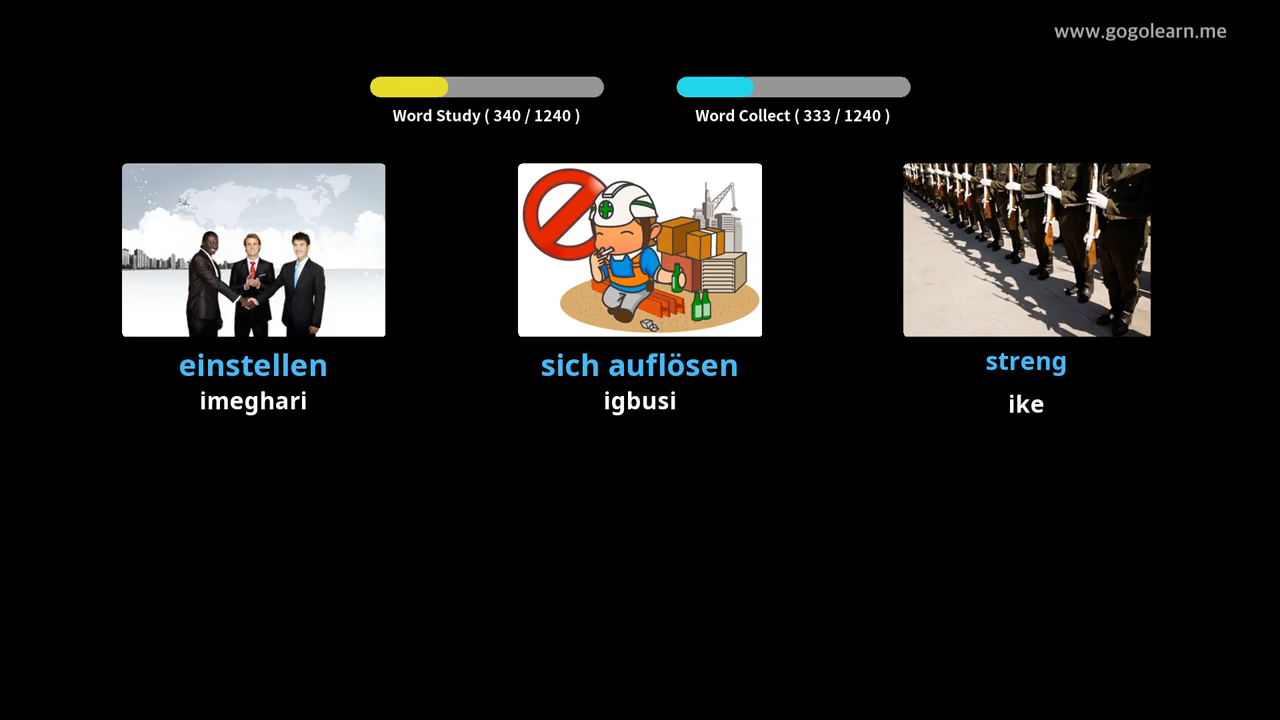 www.gogolearn.me
Word Study ( 340 / 1240 )
Word Collect ( 333 / 1240 )
einstellen
imeghari
sich auflösen
igbusi
streng
ike